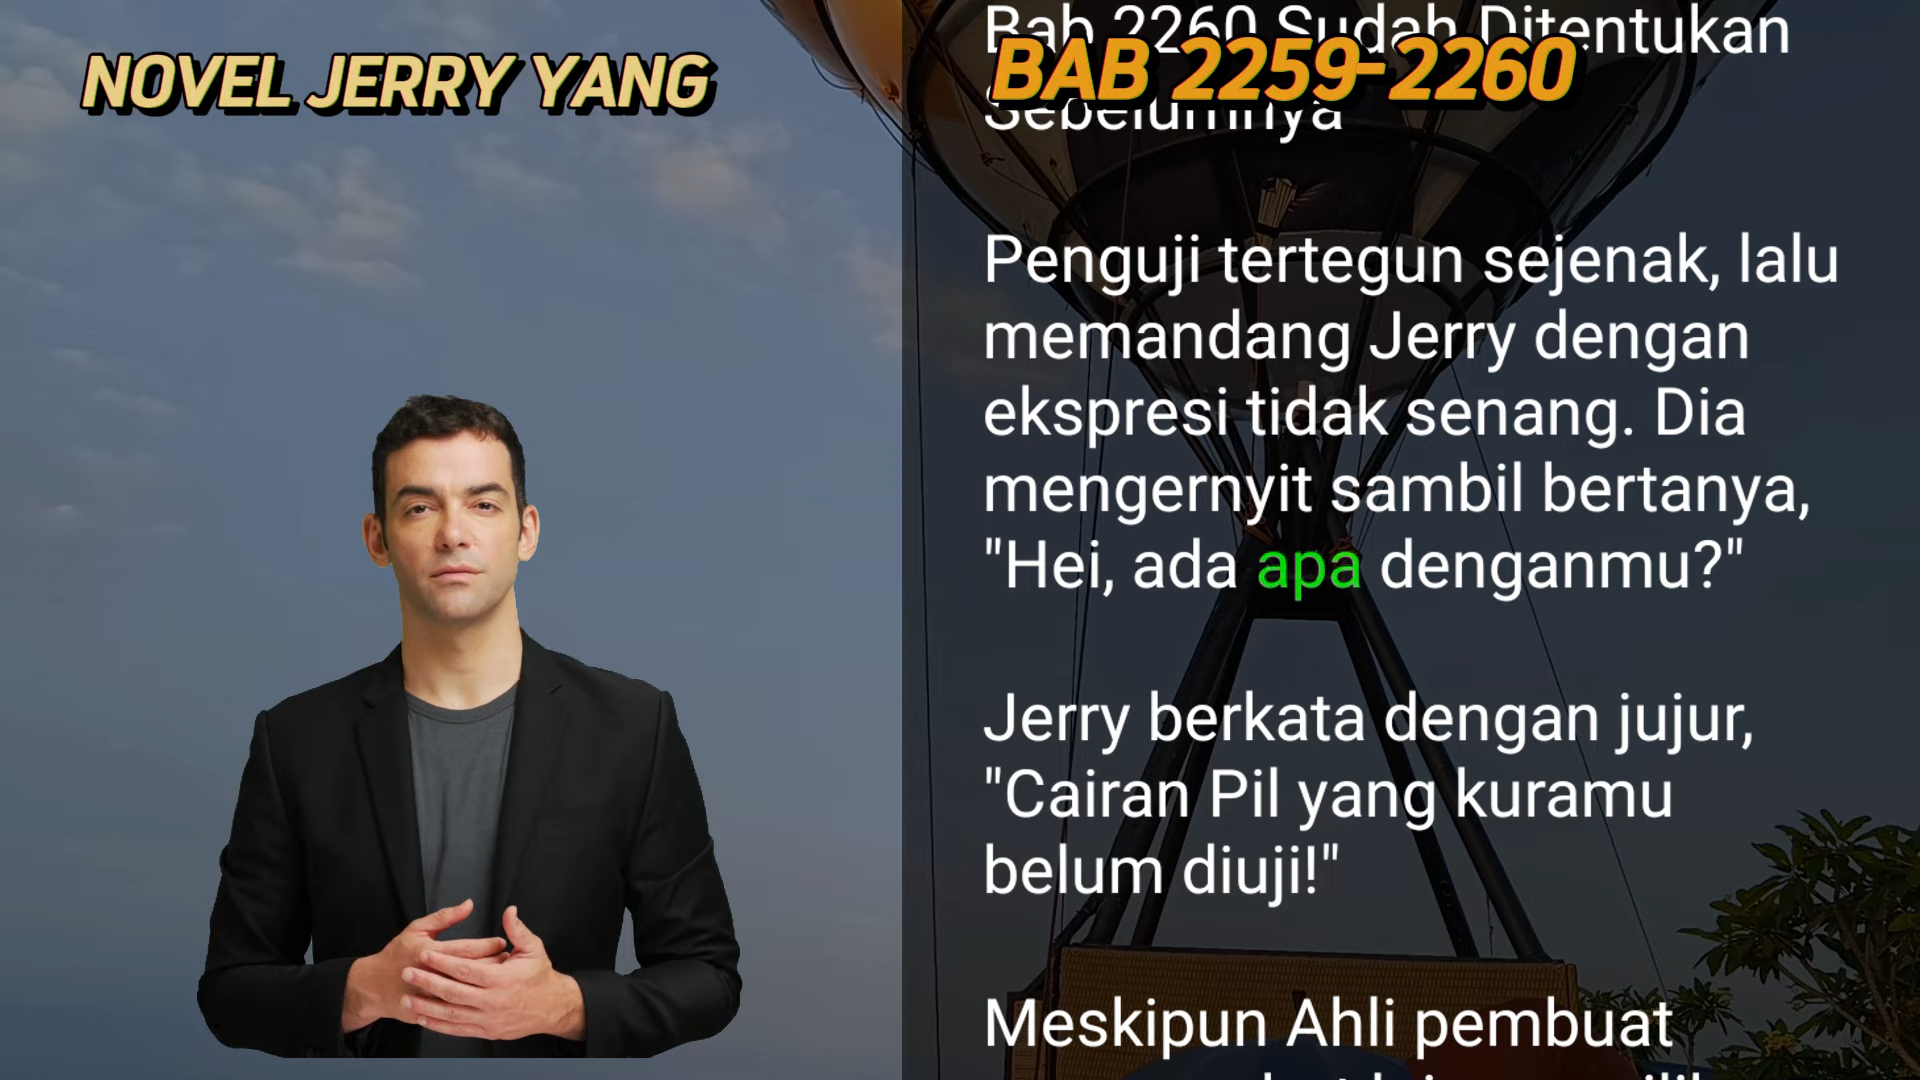 NOVEL JERRY YANG
BAB 2259-2260
Bab 2260 Sudah Ditentukan
Sebelumnya
Penguji tertegun sejenak, lalu
memandang Jerry dengan
ekspresi tidak senang. Dia
mengernyit sambil bertanya,
"Hei, ada apa denganmu?"
Jerry berkata dengan jujur,
"Cairan Pil yang kuramu
belum diuji!"
Meskipun Ahli pembuat